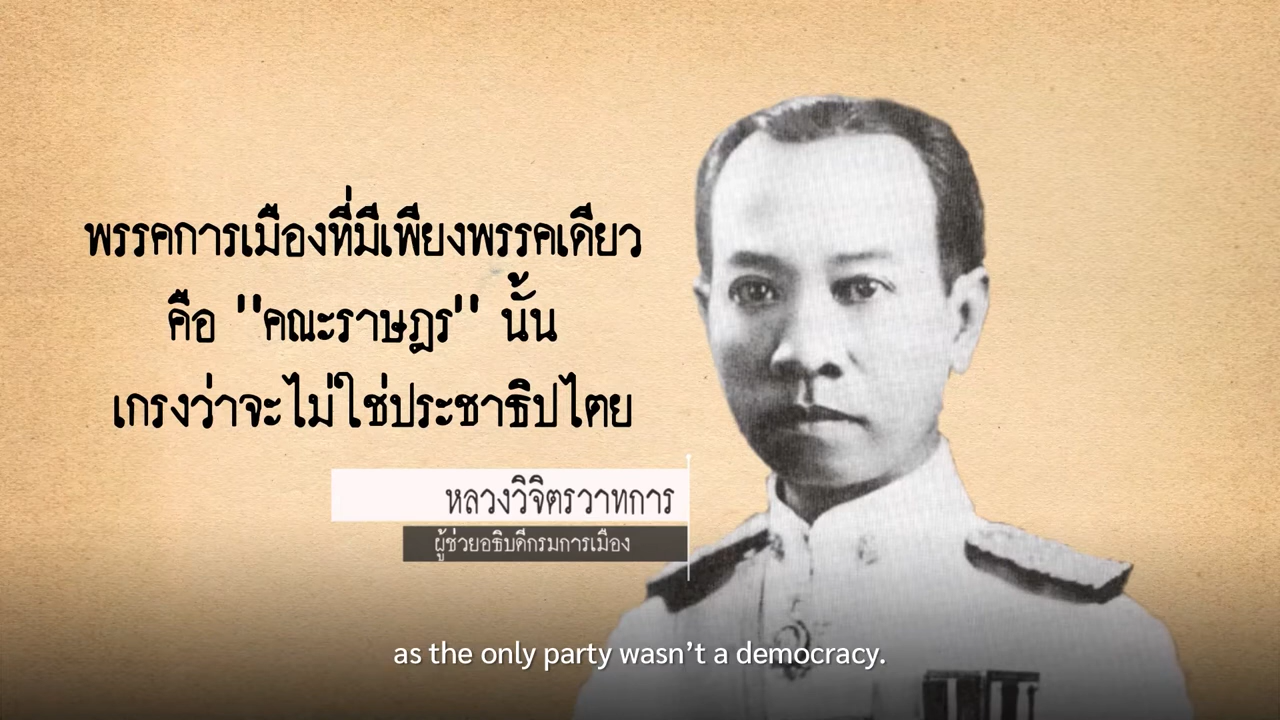 พรรคการเมืองที่มีเพียงพรรคเดียว
คือ "คณะราษฎร" นั้น
เกรงว่าจะไม่ใช่ประชาธิปไตย
หลวงวิจิตรวาทการ
ผู้ช่วยอธิบดีกรมการเมือง
as the only party wasn't a democracy.